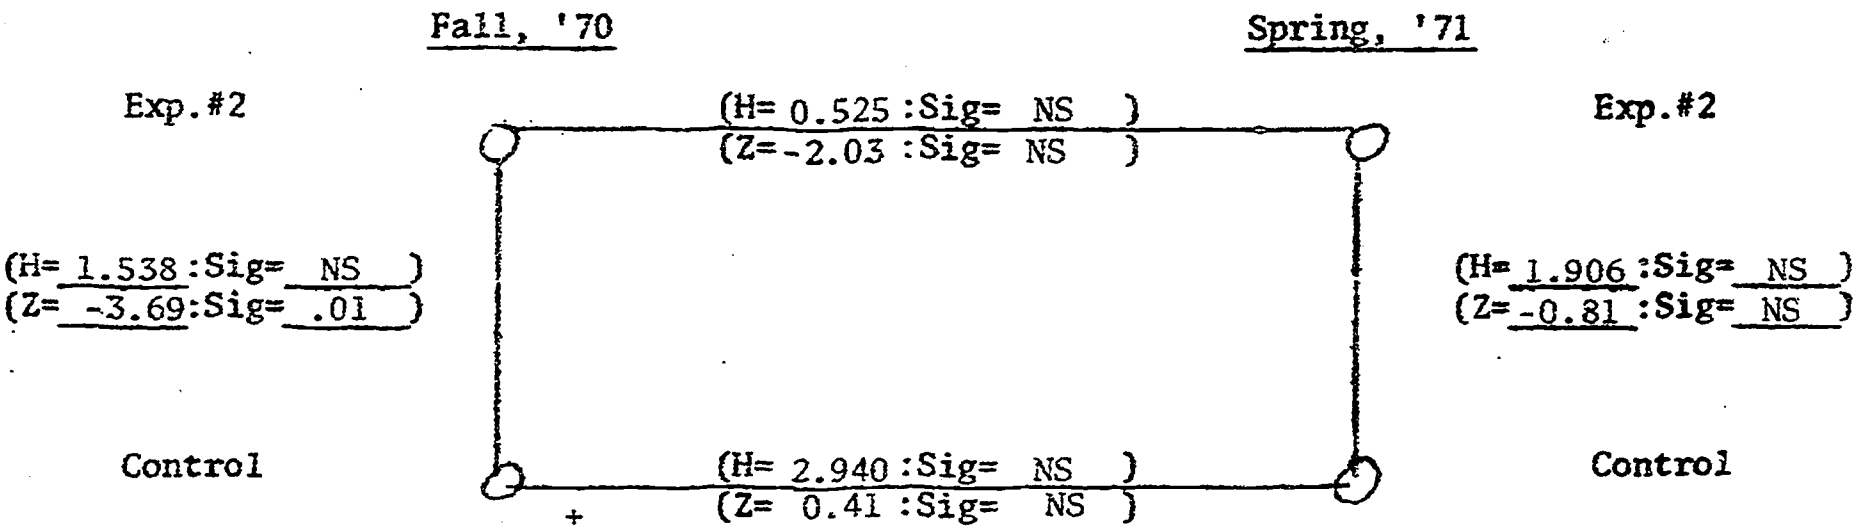 Fall, '70 Spring, '71
Exp.#2 (H= 0.525 :Sig= NS ) Exp.#2
(Z= -2.03 :Sig= NS )
(H= 1.538 :Sig= NS ) (H= 1.906 :Sig= NS )
(Z= -3.69 :Sig= .01 ) (Z= -0.81 :Sig= NS )
Control (H= 2.940 :Sig= NS ) Control
+ (Z= 0.41 :Sig= NS )